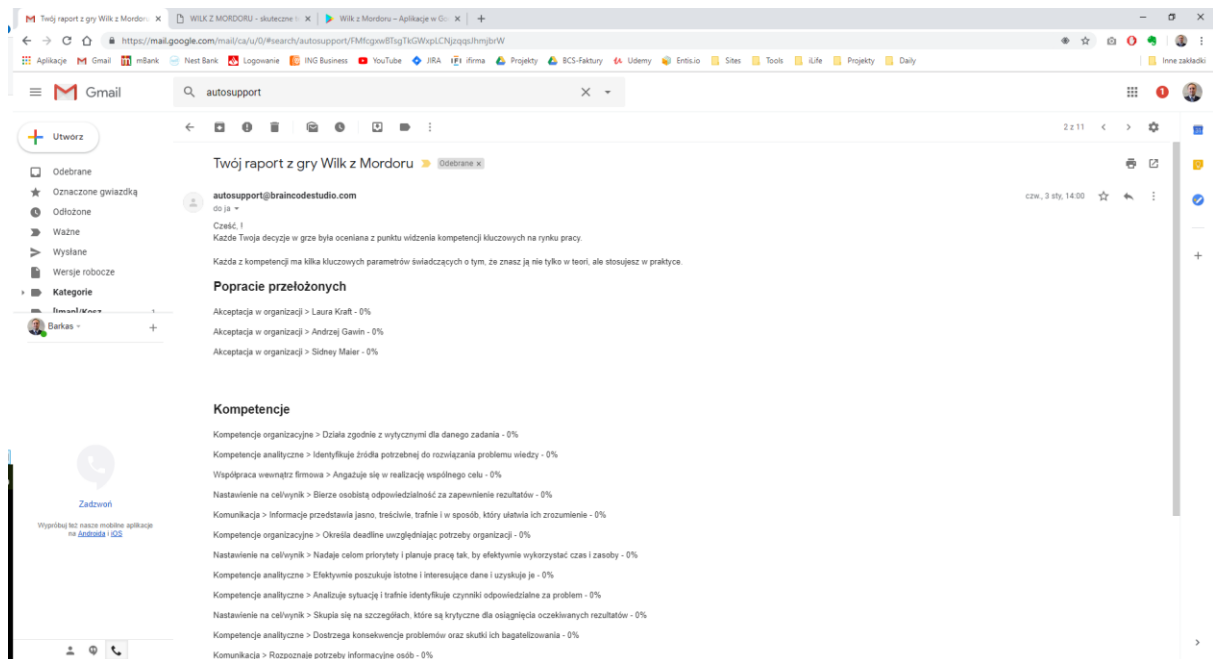 Twój raport z gry Wilk z Mordoru
WILK Z MORDORU - skuteczne
Wilk z Mordoru – Aplikacje w
https://mail.google.com/mail/ca/u/0/#search/autosupport/
Aplikacje Gmail mBank Nest Bank Logowanie ING Business YouTube JIRA ifirma Projekty BCS-Faktury Udemy Entis.io Sites Tools iLife Projekty Daily Inne zakładki
Gmail
autosupport
1
Utwórz
2 z 11
Odebrane
Oznaczone gwiazdką
Odłożone
Ważne
Wysłane
Wersje robocze
Kategorie
[Imap]/Kosz 1
Barkas
Zadzwoń
Wypróbuj też nasze mobilne aplikacje
na Androida i iOS
Twój raport z gry Wilk z Mordoru Odebrane x
autosupport@braincodestudio.com czw., 3 sty, 14:00
do ja
Cześć, !
Każde Twoja decyzje w grze była oceniana z punktu widzenia kompetencji kluczowych na rynku pracy.
Każda z kompetencji ma kilka kluczowych parametrów świadczących o tym, że znasz ją nie tylko w teori, ale stosujesz w praktyce.
Popracie przełożonych
Akceptacja w organizacji > Laura Kraft - 0%
Akceptacja w organizacji > Andrzej Gawin - 0%
Akceptacja w organizacji > Sidney Maier - 0%
Kompetencje
Kompetencje organizacyjne > Działa zgodnie z wytycznymi dla danego zadania - 0%
Kompetencje analityczne > Identyfikuje źródła potrzebnej do rozwiązania problemu wiedzy - 0%
Współpraca wewnątrz firmowa > Angażuje się w realizację wspólnego celu - 0%
Nastawienie na cel/wynik > Bierze osobistą odpowiedzialność za zapewnienie rezultatów - 0%
Komunikacja > Informacje przedstawia jasno, treściwie, trafnie i w sposób, który ułatwia ich zrozumienie - 0%
Kompetencje organizacyjne > Określa deadline uwzględniając potrzeby organizacji - 0%
Nastawienie na cel/wynik > Nadaje celom priorytety i planuje pracę tak, by efektywnie wykorzystać czas i zasoby - 0%
Kompetencje analityczne > Efektywnie poszukuje istotne i interesujące dane i uzyskuje je - 0%
Kompetencje analityczne > Analizuje sytuację i trafnie identyfikuje czynniki odpowiedzialne za problem - 0%
Nastawienie na cel/wynik > Skupia się na szczegółach, które są krytyczne dla osiągnięcia oczekiwanych rezultatów - 0%
Kompetencje analityczne > Dostrzega konsekwencje problemów oraz skutki ich bagatelizowania - 0%
Komunikacja > Rozpoznaje potrzeby informacyjne osób - 0%